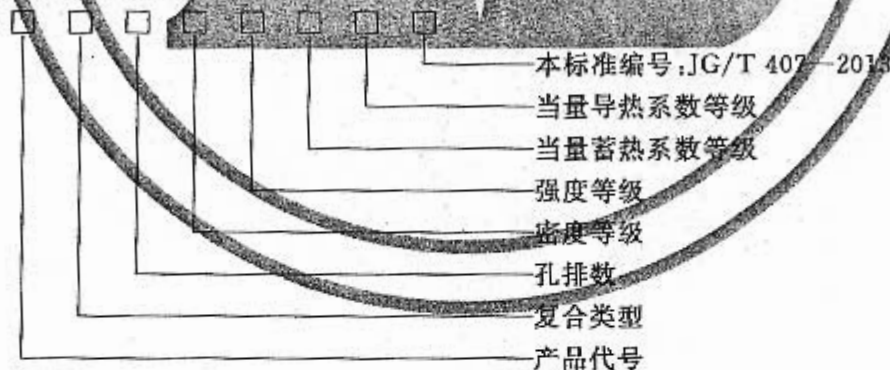 本标准编号:JG/T 407—2013
当量导热系数等级
当量蓄热系数等级
强度等级
密度等级
孔排数
复合类型
产品代号